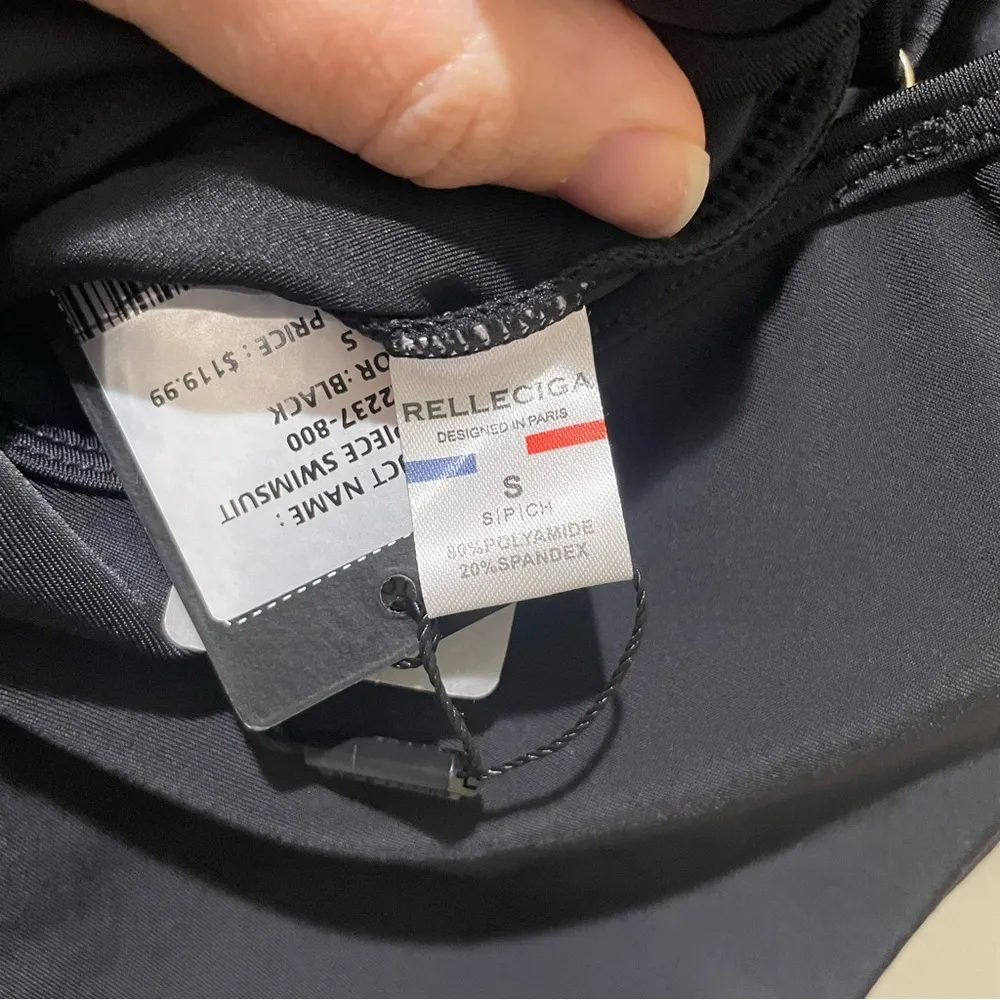 RELLECIGA
DESIGNED IN PARIS
S
S|P|CH
80%POLYAMIDE
20%SPANDEX
UCT NAME :
PIECE SWIMSUIT
2237-800
OR : BLACK
S
PRICE : $119.99